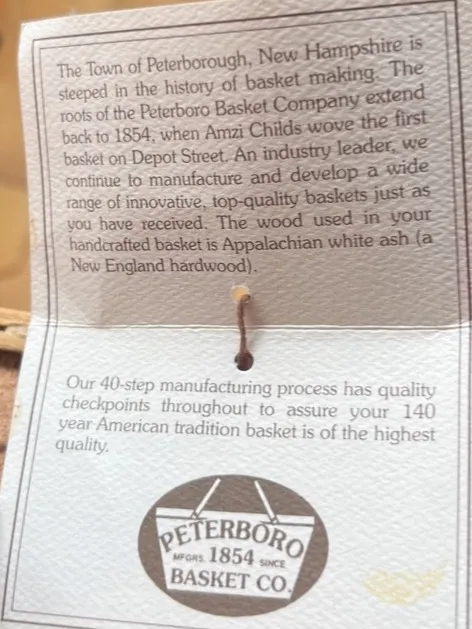 The Town of Peterborough, New Hampshire is
steeped in the history of basket making. The
roots of the Peterboro Basket Company extend
back to 1854, when Amzi Childs wove the first
basket on Depot Street. An industry leader, we
continue to manufacture and develop a wide
range of innovative, top-quality baskets just as
you have received. The wood used in your
handcrafted basket is Appalachian white ash (a
New England hardwood).
Our 40-step manufacturing process has quality
checkpoints throughout to assure your 140
year American tradition basket is of the highest
quality.
PETERBORO
MFGRS. 1854 SINCE
BASKET CO.